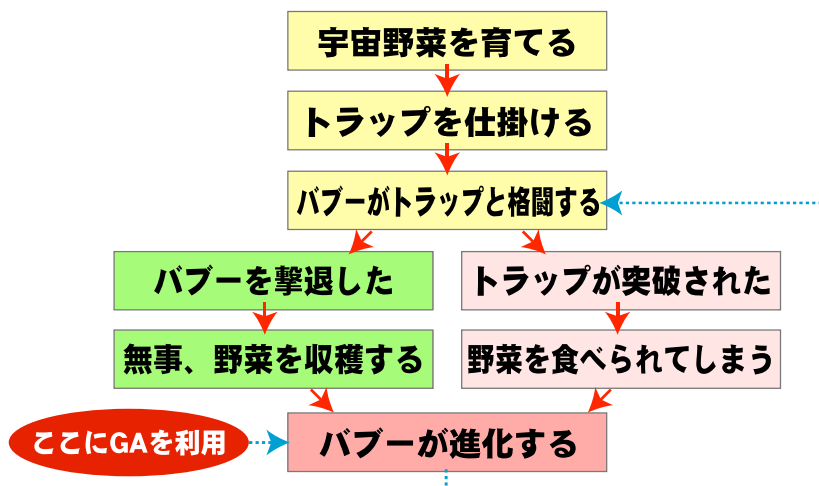 宇宙野菜を育てる
トラップを仕掛ける
バブーがトラップと格闘する
バブーを撃退した
トラップが突破された
無事、野菜を収穫する
野菜を食べられてしまう
ここにGAを利用
バブーが進化する